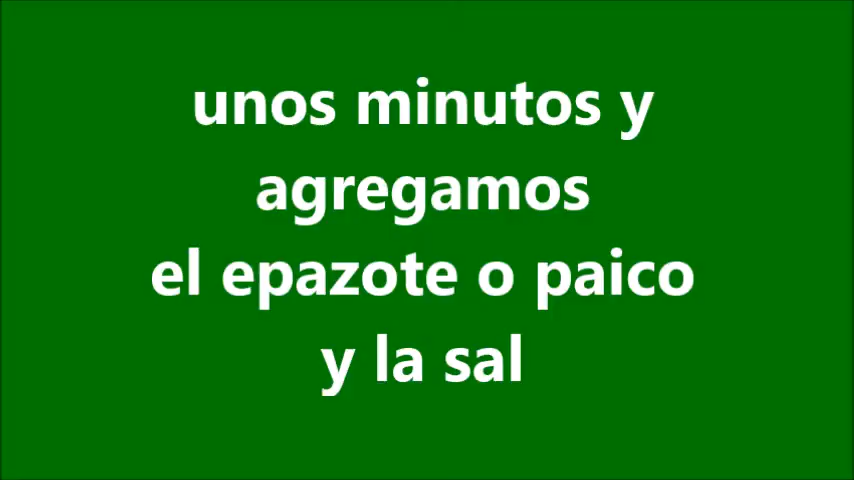 unos minutos y
agregamos
el epazote o paico
y la sal